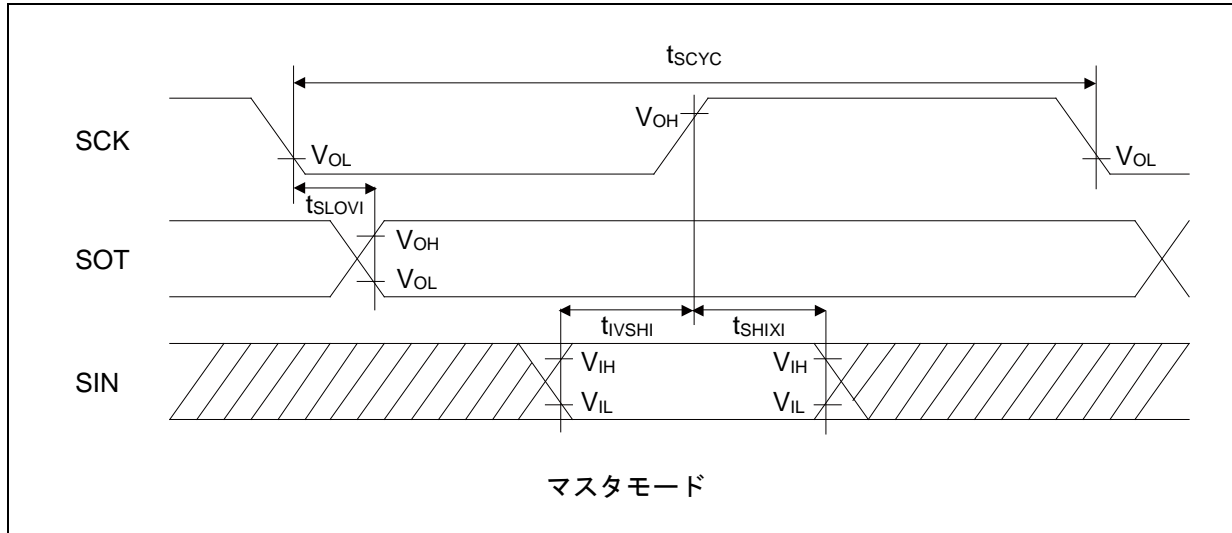 tSCYC
SCK
VOH
VOL
VOL
tSLOVI
SOT
VOH
VOL
tIVSHI
tSHIXI
SIN
VIH
VIH
VIL
VIL
マスタモード